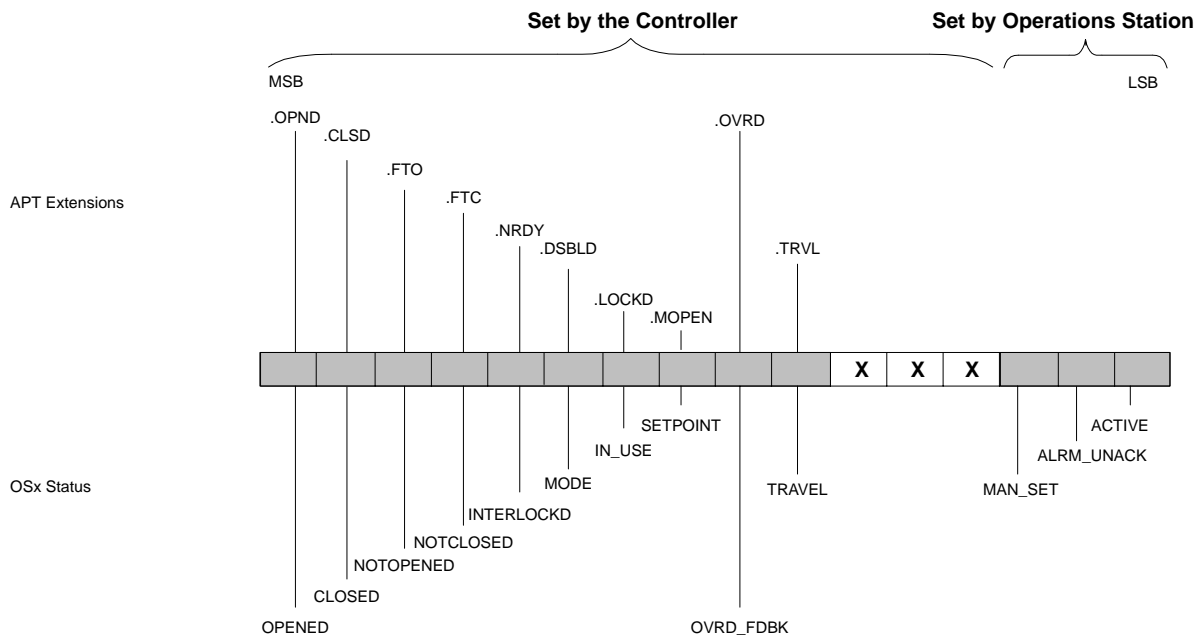 Set by the Controller
Set by Operations Station
MSB
LSB
.OPND
.OVRD
.CLSD
.FTO
APT Extensions
.FTC
.NRDY
.DSBLD
.TRVL
.LOCKD
.MOPEN
X X X
SETPOINT
ACTIVE
IN_USE
ALRM_UNACK
MODE
OSx Status
TRAVEL
MAN_SET
INTERLOCKD
NOTCLOSED
NOTOPENED
CLOSED
OPENED
OVRD_FDBK